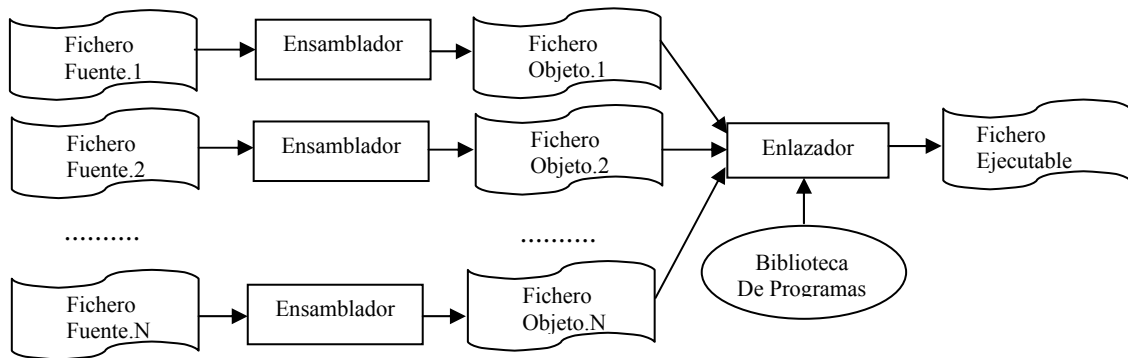 Fichero
Fuente.1
Ensamblador
Fichero
Objeto.1
Fichero
Fuente.2
Ensamblador
Fichero
Objeto.2
Enlazador
Fichero
Ejecutable
..........
..........
Biblioteca
De Programas
Fichero
Fuente.N
Ensamblador
Fichero
Objeto.N